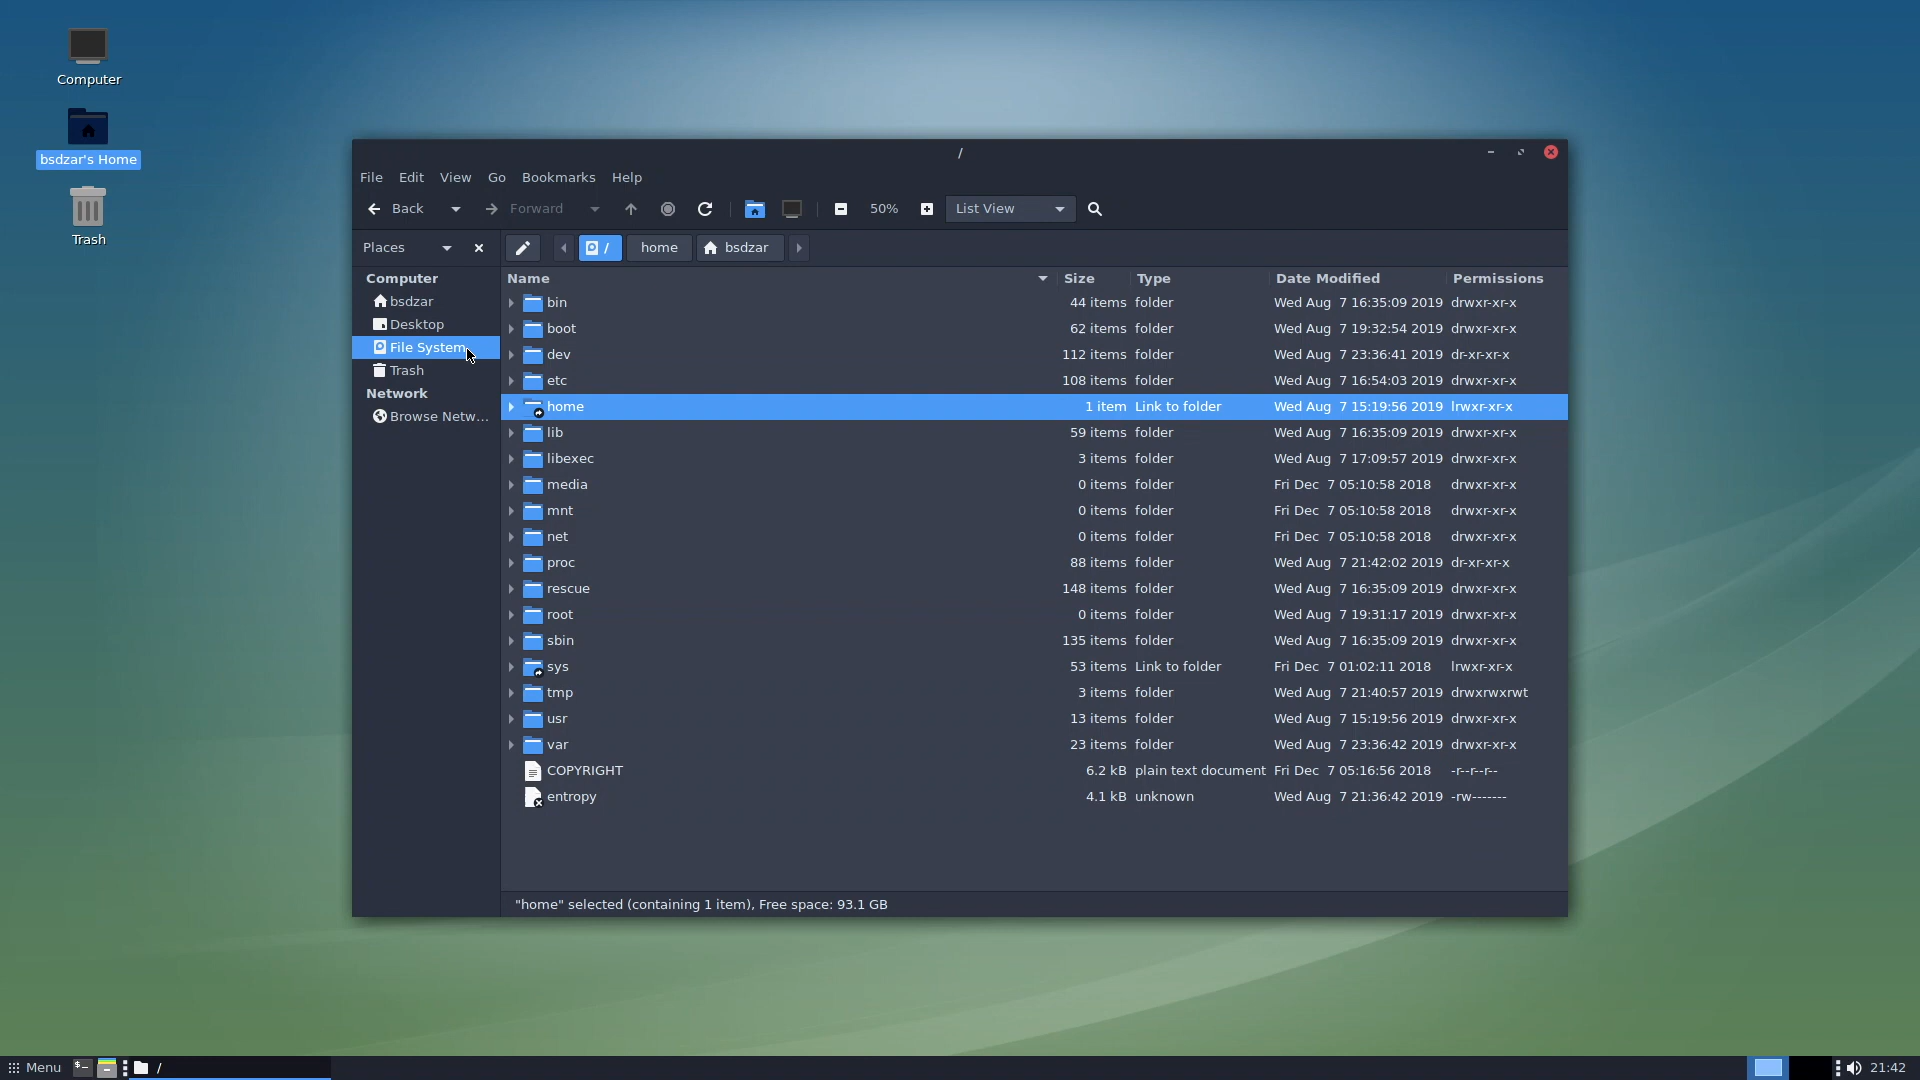 Computer
bsdzar's Home
Trash
/
File Edit View Go Bookmarks Help
Back Forward 50% List View
Places / home bsdzar
Computer
bsdzar
Desktop
File System
Trash
Network
Browse Netw...
Name Size Type Date Modified Permissions
bin 44 items folder Wed Aug 7 16:35:09 2019 drwxr-xr-x
boot 62 items folder Wed Aug 7 19:32:54 2019 drwxr-xr-x
dev 112 items folder Wed Aug 7 23:36:41 2019 dr-xr-xr-x
etc 108 items folder Wed Aug 7 16:54:03 2019 drwxr-xr-x
home 1 item Link to folder Wed Aug 7 15:19:56 2019 lrwxr-xr-x
lib 59 items folder Wed Aug 7 16:35:09 2019 drwxr-xr-x
libexec 3 items folder Wed Aug 7 17:09:57 2019 drwxr-xr-x
media 0 items folder Fri Dec 7 05:10:58 2018 drwxr-xr-x
mnt 0 items folder Fri Dec 7 05:10:58 2018 drwxr-xr-x
net 0 items folder Fri Dec 7 05:10:58 2018 drwxr-xr-x
proc 88 items folder Wed Aug 7 21:42:02 2019 dr-xr-xr-x
rescue 148 items folder Wed Aug 7 16:35:09 2019 drwxr-xr-x
root 0 items folder Wed Aug 7 19:31:17 2019 drwxr-xr-x
sbin 135 items folder Wed Aug 7 16:35:09 2019 drwxr-xr-x
sys 53 items Link to folder Fri Dec 7 01:02:11 2018 lrwxr-xr-x
tmp 3 items folder Wed Aug 7 21:40:57 2019 drwxrwxrwt
usr 13 items folder Wed Aug 7 15:19:56 2019 drwxr-xr-x
var 23 items folder Wed Aug 7 23:36:42 2019 drwxr-xr-x
COPYRIGHT 6.2 kB plain text document Fri Dec 7 05:16:56 2018 -r--r--r--
entropy 4.1 kB unknown Wed Aug 7 21:36:42 2019 -rw-------
"home" selected (containing 1 item), Free space: 93.1 GB
Menu $- / 21:42